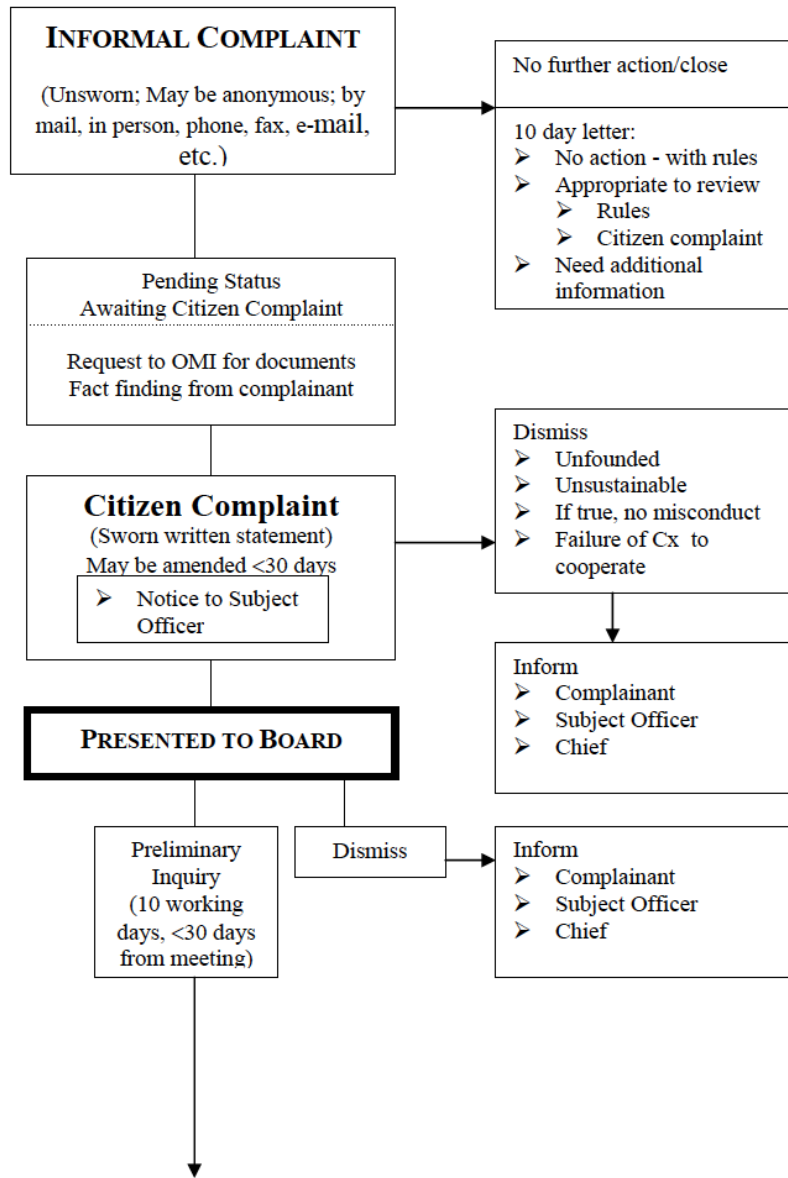 INFORMAL COMPLAINT
(Unsworn; May be anonymous; by
mail, in person, phone, fax, e-mail,
etc.)
No further action/close
10 day letter:
➢ No action - with rules
➢ Appropriate to review
➢ Rules
➢ Citizen complaint
➢ Need additional
information
Pending Status
Awaiting Citizen Complaint
Request to OMI for documents
Fact finding from complainant
Citizen Complaint
(Sworn written statement)
May be amended <30 days
➢ Notice to Subject
Officer
Dismiss
➢ Unfounded
➢ Unsustainable
➢ If true, no misconduct
➢ Failure of Cx to
cooperate
Inform
➢ Complainant
➢ Subject Officer
➢ Chief
PRESENTED TO BOARD
Preliminary
Inquiry
(10 working
days, <30 days
from meeting)
Dismiss
Inform
➢ Complainant
➢ Subject Officer
➢ Chief